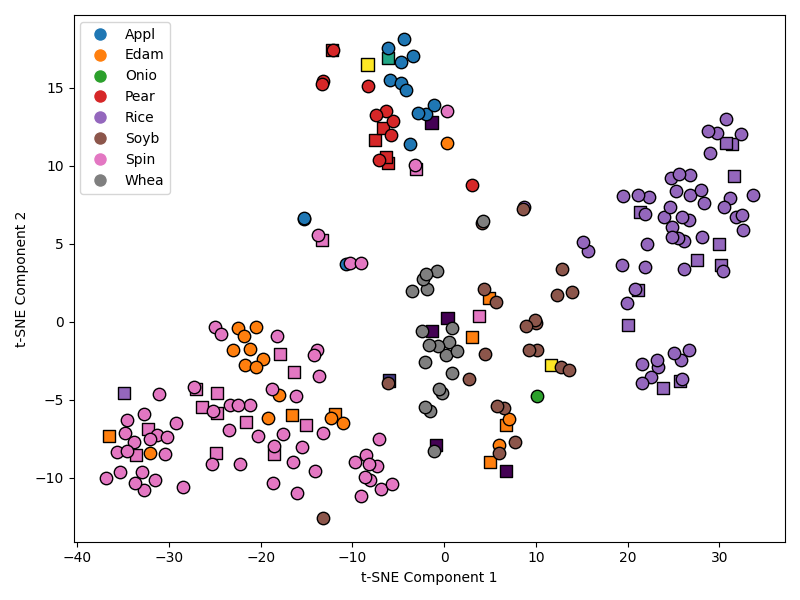 Appl
Edam
Onio
Pear
Rice
Soyb
Spin
Whea
t-SNE Component 2
15
10
5
0
−5
−10
−40
−30
−20
−10
0
10
20
30
t-SNE Component 1